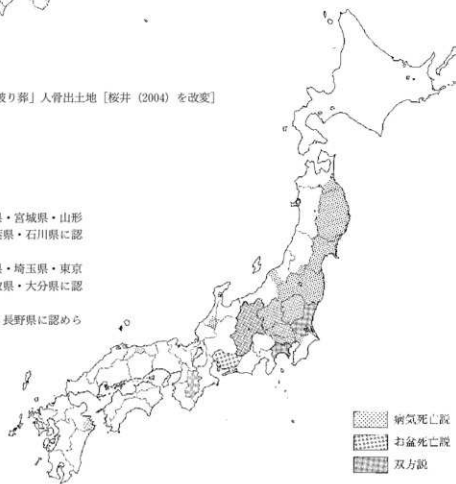 被り葬」人骨出土地［桜井（2004）を改変］
県・宮城県・山形
県・石川県に認
県・埼玉県・東京
県・大分県に認
長野県に認めら
病気死亡説
お盆死亡説
双方説